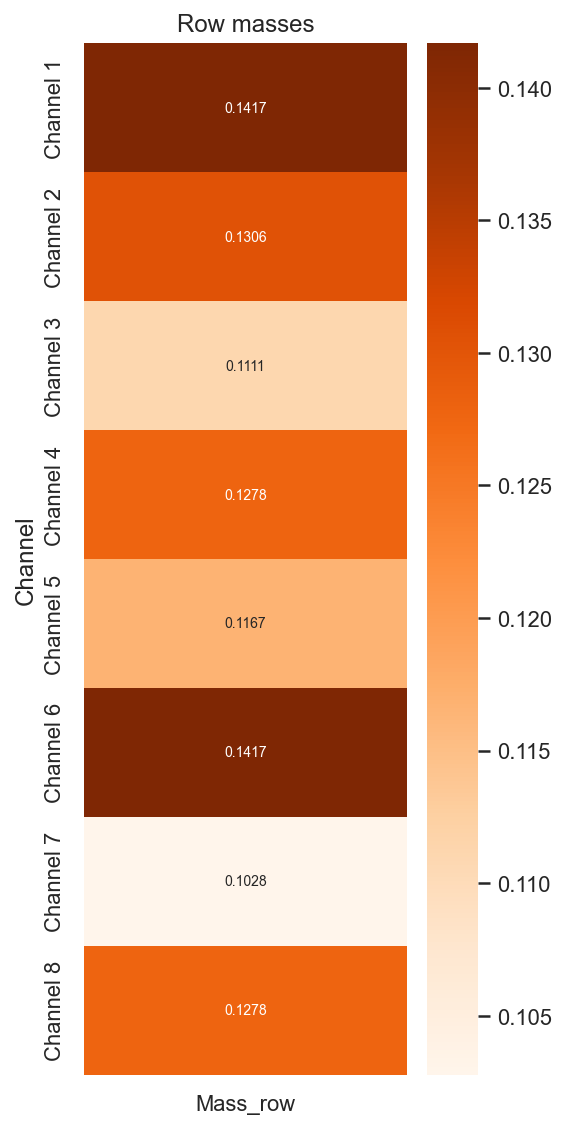 Row masses
Channel
Channel 1
0.1417
Channel 2
0.1306
Channel 3
0.1111
Channel 4
0.1278
Channel 5
0.1167
Channel 6
0.1417
Channel 7
0.1028
Channel 8
0.1278
Mass_row
0.140
0.135
0.130
0.125
0.120
0.115
0.110
0.105